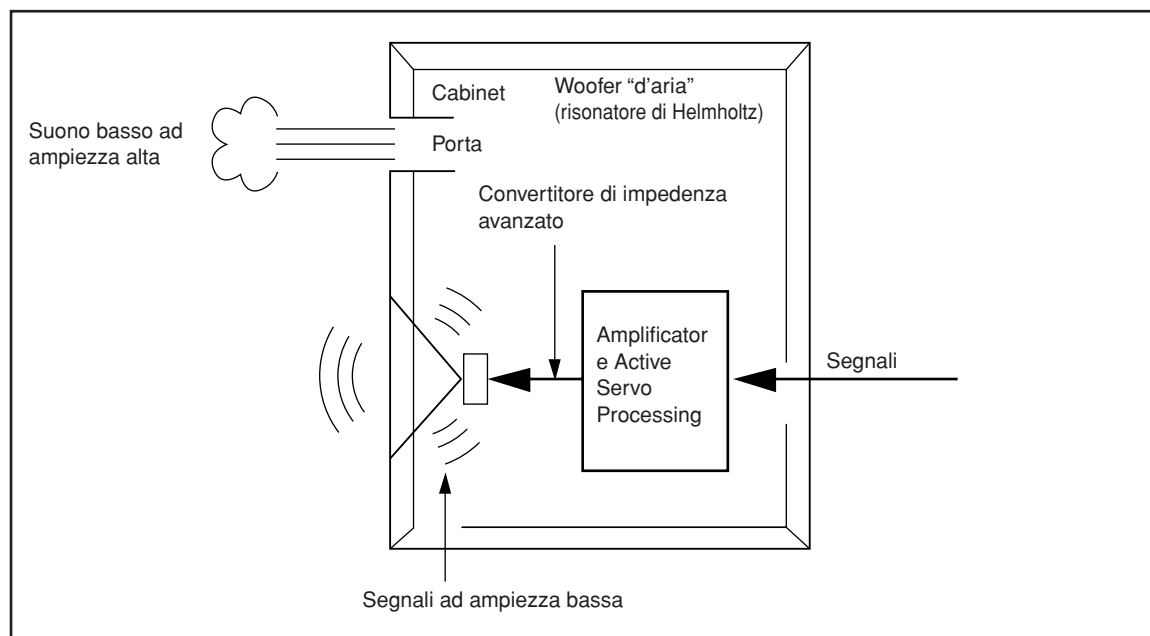 Cabinet
Woofer “d’aria”
(risonatore di Helmholtz)
Suono basso ad
ampiezza alta
Porta
Convertitore di impedenza
avanzato
Amplificator
e Active
Servo
Processing
Segnali
Segnali ad ampiezza bassa